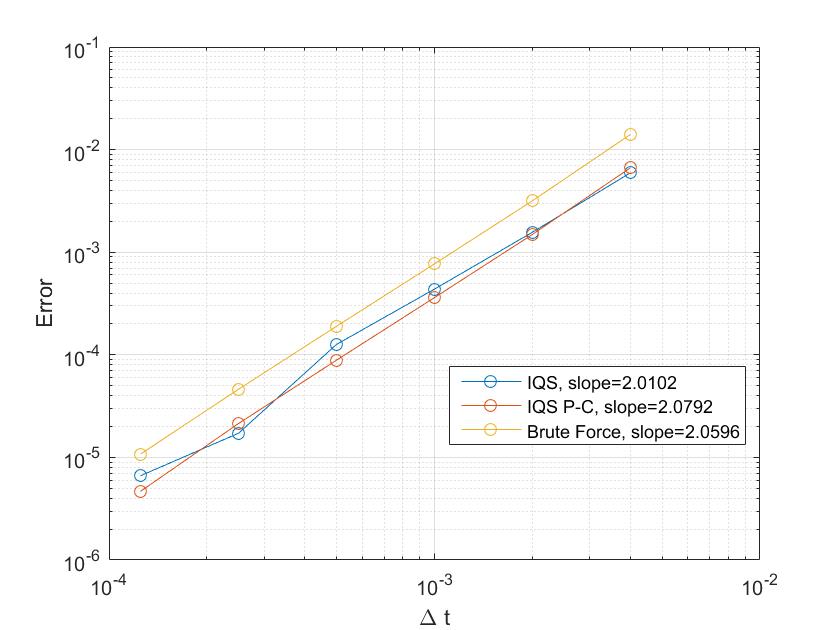 10-1
10-2
10-3
10-4
10-5
10-6
Error
IQS, slope=2.0102
IQS P-C, slope=2.0792
Brute Force, slope=2.0596
10-4
10-3
10-2
Δ t